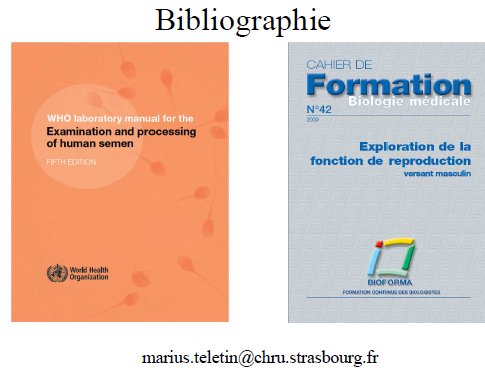 Bibliographie
WHO laboratory manual for the
Examination and processing
of human semen
FIFTH EDITION
World Health
Organization
CAHIER DE
Formation
Biologie médicale
N°42
2009
Exploration de la
fonction de reproduction
versant masculin
BIOFORMA
FORMATION CONTINUE DES BIOLOGISTES
marius.teletin@chru.strasbourg.fr